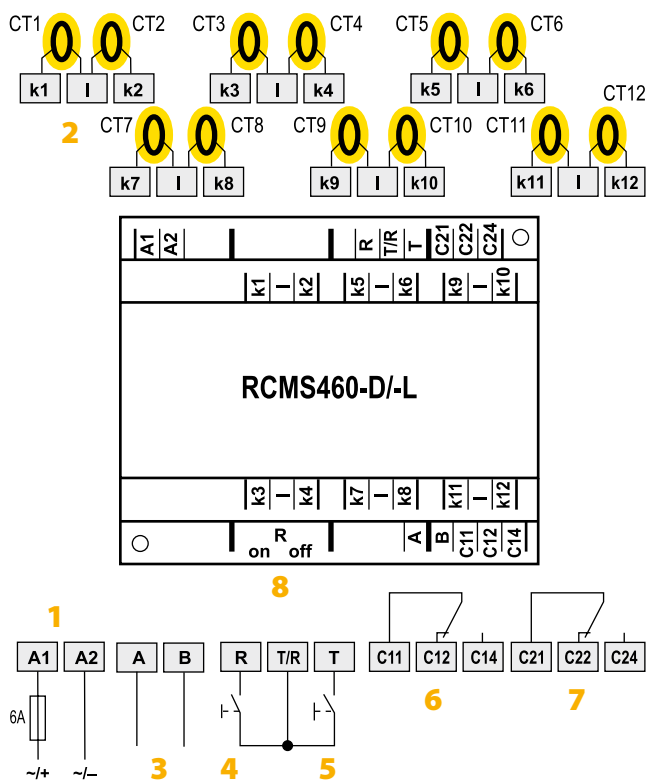 CT1 CT2 CT3 CT4 CT5 CT6
k1 I k2 k3 I k4 k5 I k6
2 CT7 CT8 CT9 CT10 CT11 CT12
k7 I k8 k9 I k10 k11 I k12
A1 A2 R T/R T C21 C22 C24
k1 I k2 k5 I k6 k9 I k10
RCMS460-D/-L
k3 I k4 k7 I k8 k11 I k12
R
on off A B C11 C12 C14
8
1
A1 A2 A B R T/R T C11 C12 C14 C21 C22 C24
6 7
6A
~/+ ~/– 3 4 5